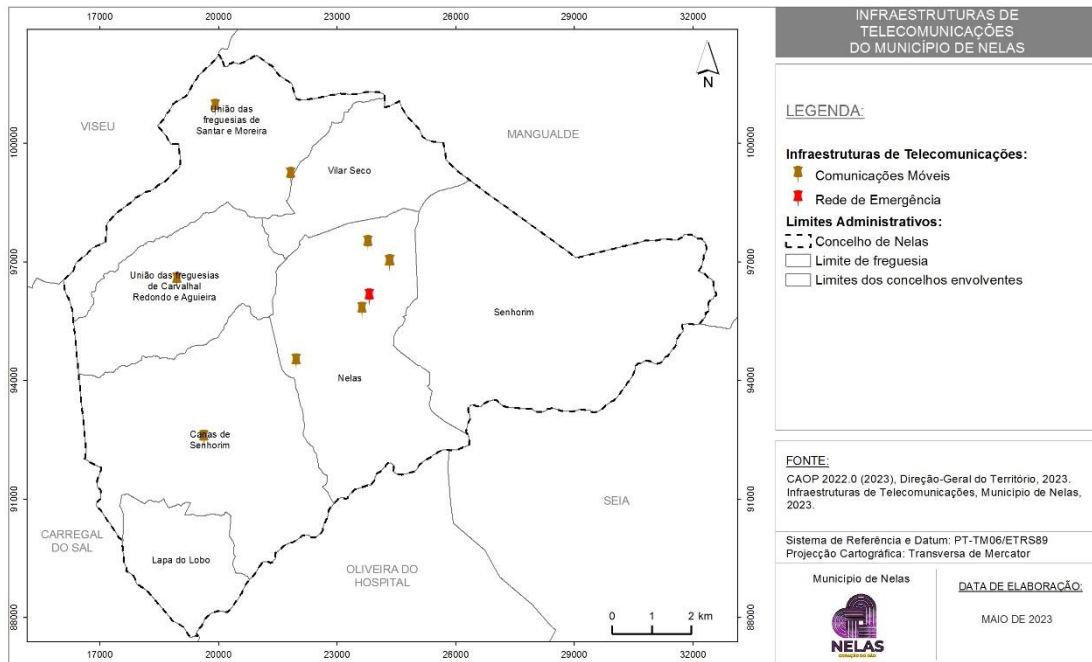 17000 20000 23000 26000 29000 32000
INFRAESTRUTURAS DE
TELECOMUNICAÇÕES
DO MUNICÍPIO DE NELAS
N
VISEU
MANGUALDE
União das
freguesias de
Santar e Moreira
Vilar Seco
União das freguesias
de Carvalhal
Redondo e Aguieira
Senhorim
Nelas
Canas de
Senhorim
Lapa do Lobo
CARREGAL
DO SAL
OLIVEIRA DO
HOSPITAL
SEIA
0 1 2 km
100000
97000
94000
91000
88000
100000
97000
94000
91000
88000
17000 20000 23000 26000 29000 32000
LEGENDA:
Infraestruturas de Telecomunicações:
Comunicações Móveis
Rede de Emergência
Limites Administrativos:
Concelho de Nelas
Limite de freguesia
Limites dos concelhos envolventes
FONTE:
CAOP 2022.0 (2023), Direção-Geral do Território, 2023.
Infraestruturas de Telecomunicações, Município de Nelas,
2023.
Sistema de Referência e Datum: PT-TM06/ETRS89
Projecção Cartográfica: Transversa de Mercator
Município de Nelas
NELAS
CORAÇÃO DO DÃO
DATA DE ELABORAÇÃO:
MAIO DE 2023